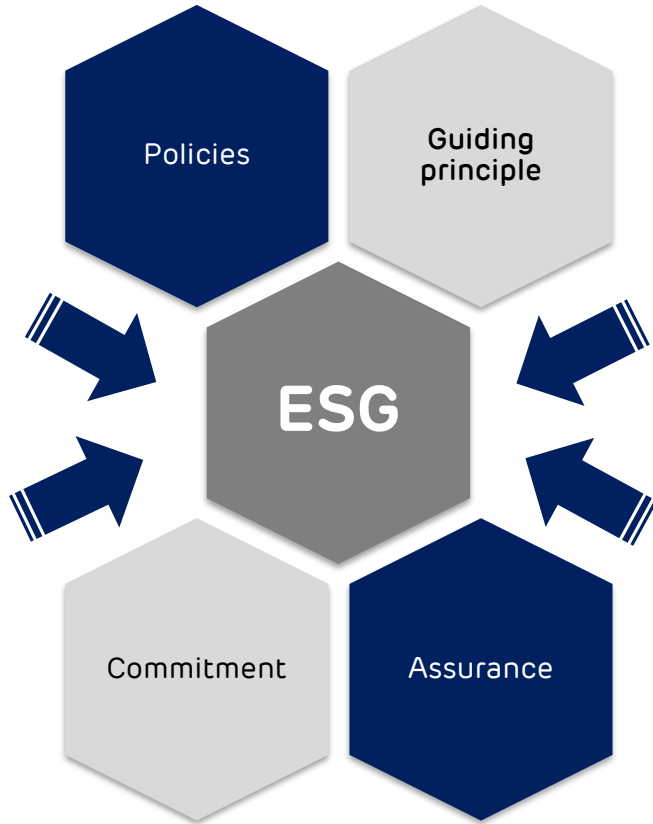 Policies
Guiding
principle
ESG
Commitment
Assurance